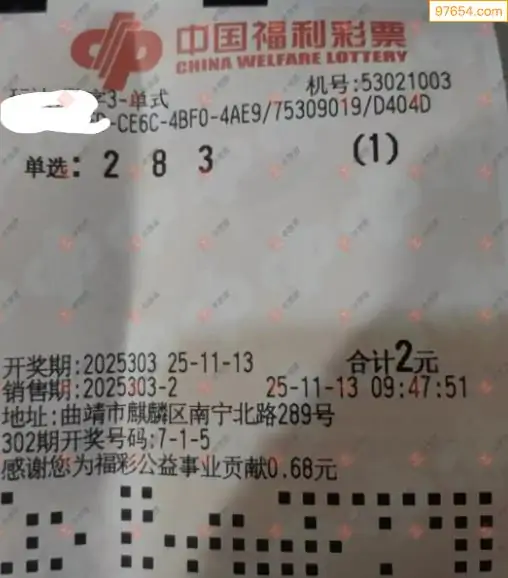 97654.com
中国福利彩票
CHINA WELFARE LOTTERY
机号:53021003
3-单式
-CE6C-4BF0-4AE9/75309019/D404D
单选: 2 8 3 (1)
开奖期:2025303 25-11-13 合计2元
销售期:2025303-2 25-11-13 09:47:51
地址:曲靖市麒麟区南宁北路289号
302期开奖号码:7-1-5
感谢您为福彩公益事业贡献0.68元